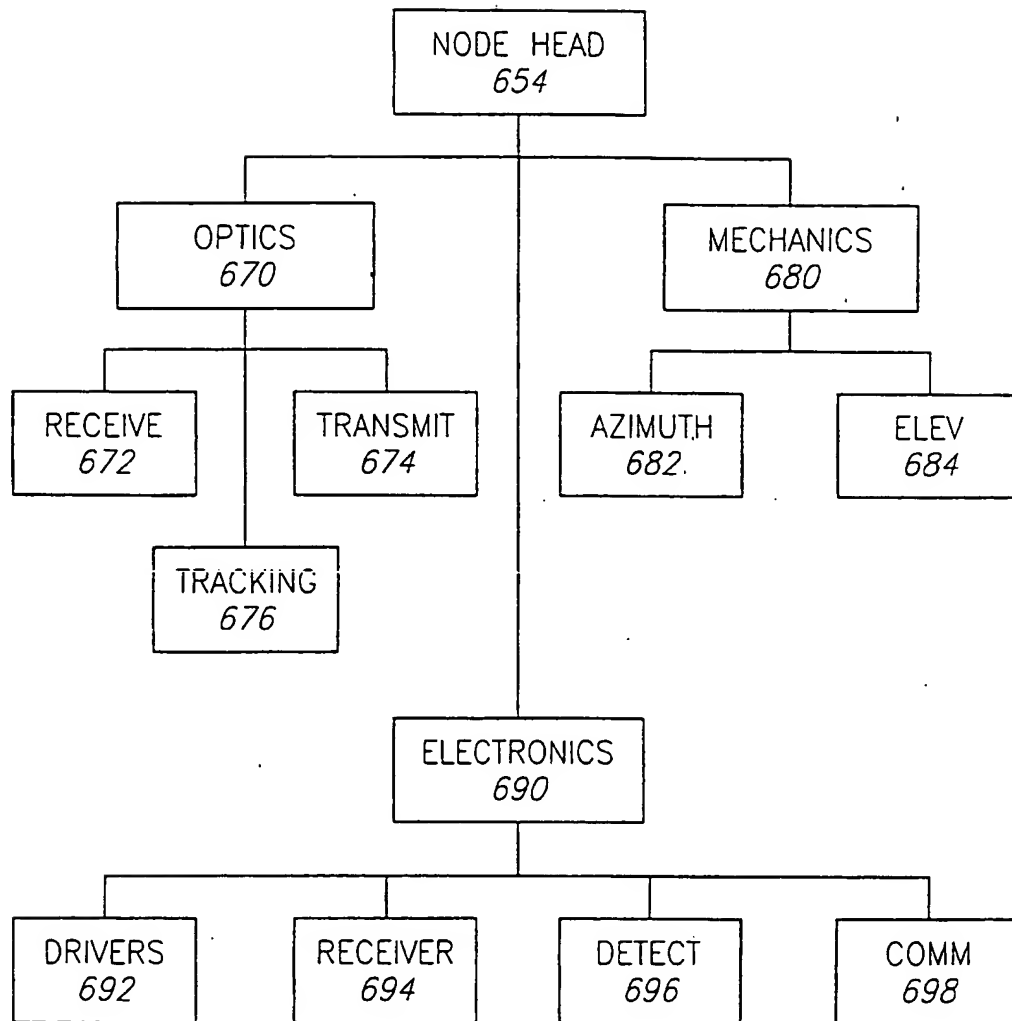 NODE HEAD
654
OPTICS
670
MECHANICS
680
RECEIVE
672
TRANSMIT
674
AZIMUTH
682
ELEV
684
TRACKING
676
ELECTRONICS
690
DRIVERS
692
RECEIVER
694
DETECT
696
COMM
698